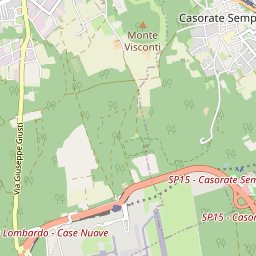 Casorate Semp
Monte
Visconti
Via Giuseppe Giusti
SP15 - Casorate Sem
SP15 - Caso
Lombardo - Case Nuove